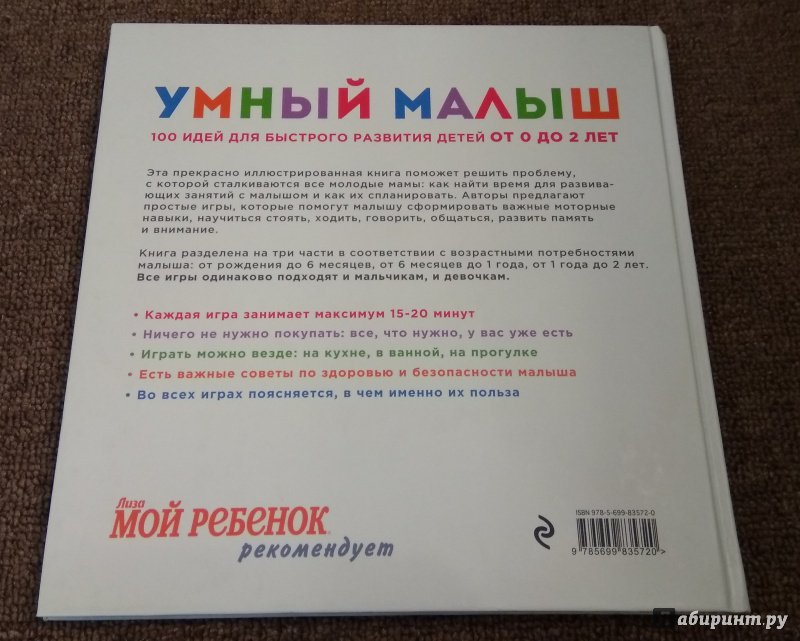 УМНЫЙ МАЛЫШ
100 ИДЕЙ ДЛЯ БЫСТРОГО РАЗВИТИЯ ДЕТЕЙ ОТ 0 ДО 2 ЛЕТ
Эта прекрасно иллюстрированная книга поможет решить проблему,
с которой сталкиваются все молодые мамы: как найти время для развива-
ющих занятий с малышом и как их спланировать. Авторы предлагают
простые игры, которые помогут малышу сформировать важные моторные
навыки, научиться стоять, ходить, говорить, общаться, развить память
и внимание.
Книга разделена на три части в соответствии с возрастными потребностями
малыша: от рождения до 6 месяцев, от 6 месяцев до 1 года, от 1 года до 2 лет.
Все игры одинаково подходят и мальчикам, и девочкам.
• Каждая игра занимает максимум 15-20 минут
• Ничего не нужно покупать: все, что нужно, у вас уже есть
• Играть можно везде: на кухне, в ванной, на прогулке
• Есть важные советы по здоровью и безопасности малыша
• Во всех играх поясняется, в чем именно их польза
Лиза
МОЙ РЕБЕНОК
рекомендует
ISBN 978-5-699-83572-0
9 785699 835720 >
Лабиринт.ру